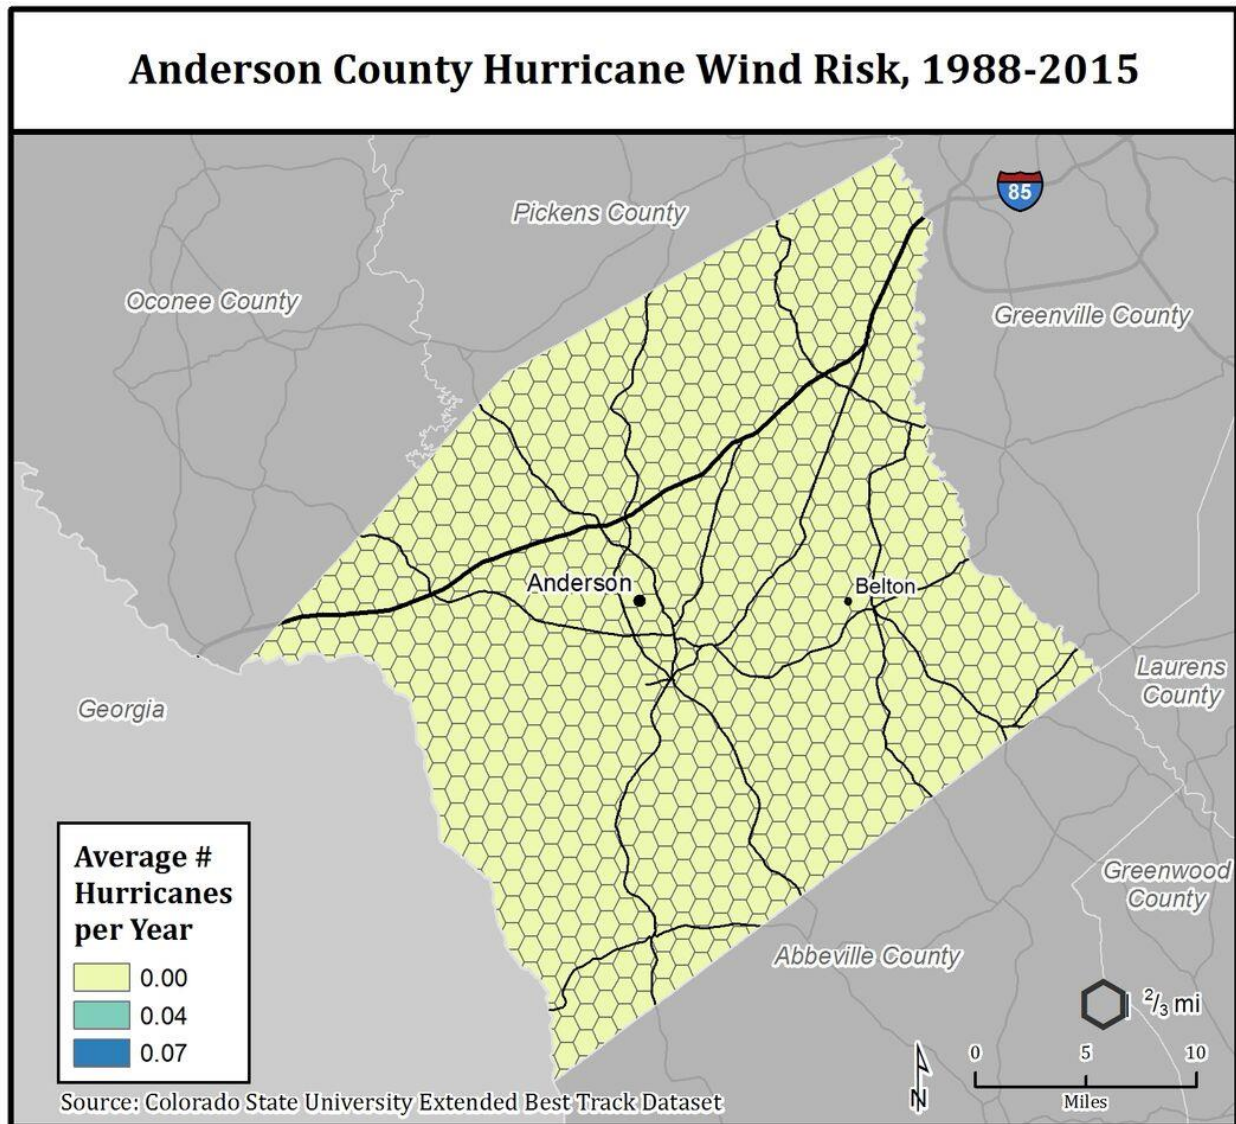 Anderson County Hurricane Wind Risk, 1988-2015
85
Pickens County
Oconee County
Greenville County
Anderson
Belton
Laurens
County
Georgia
Average #
Hurricanes
per Year
0.00
0.04
0.07
Greenwood
County
Abbeville County
2/3 mi
0 5 10
Miles
N
Source: Colorado State University Extended Best Track Dataset